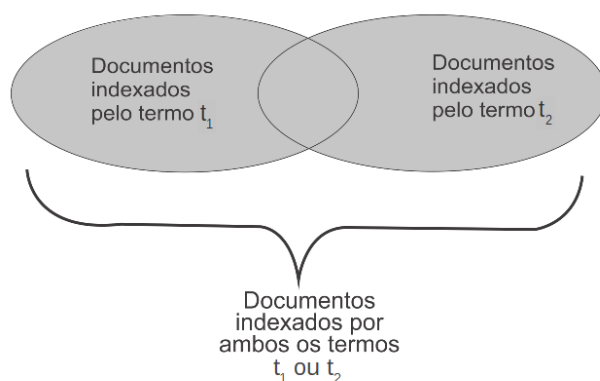 Documentos
indexados
pelo termo t₁
Documentos
indexados
pelo termo t₂
Documentos
indexados por
ambos os termos
t₁ ou t₂